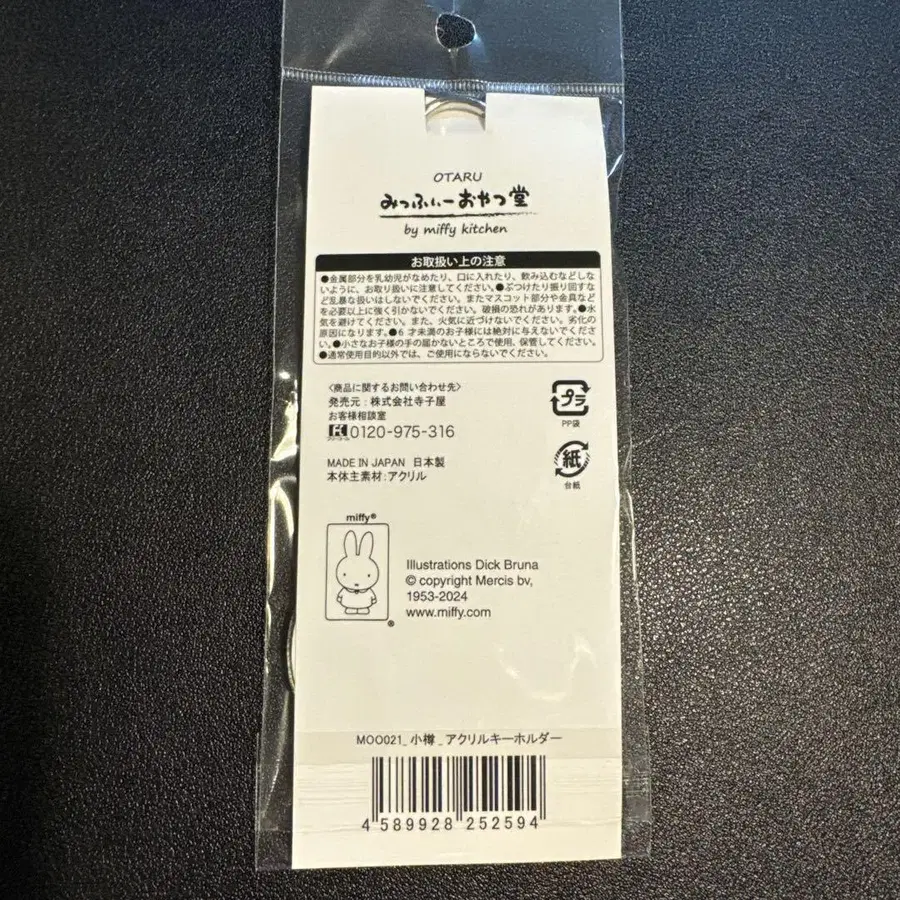 OTARU
みっふぃーおやつ堂
by miffy kitchen
お取扱い上の注意
●金属部分を乳幼児がなめたり、口に入れたり、飲み込むなどしな
いように、お取り扱いに注意してください。●ぶつけたり振り回すな
ど乱暴な扱いはしないでください。またマスコット部分や金具など
を必要以上に強く引かないでください。破損の恐れがあります。●水
気を避けてください。また、火気に近づけないでください。劣化の
原因になります。●6才未満のお子様には絶対に与えないでくださ
い。●小さなお子様の手の届かないところで使用、保管してください。
●通常使用目的以外では、ご使用にならないでください。
〈商品に関するお問い合わせ先〉
発売元：株式会社寺子屋
お客様相談室
0120-975-316
プラ
PP袋
MADE IN JAPAN 日本製
本体主素材：アクリル
紙
台紙
miffy®
Illustrations Dick Bruna
© copyright Mercis bv,
1953-2024
www.miffy.com
®
MOO021_小樽_アクリルキーホルダー
4 589928 252594